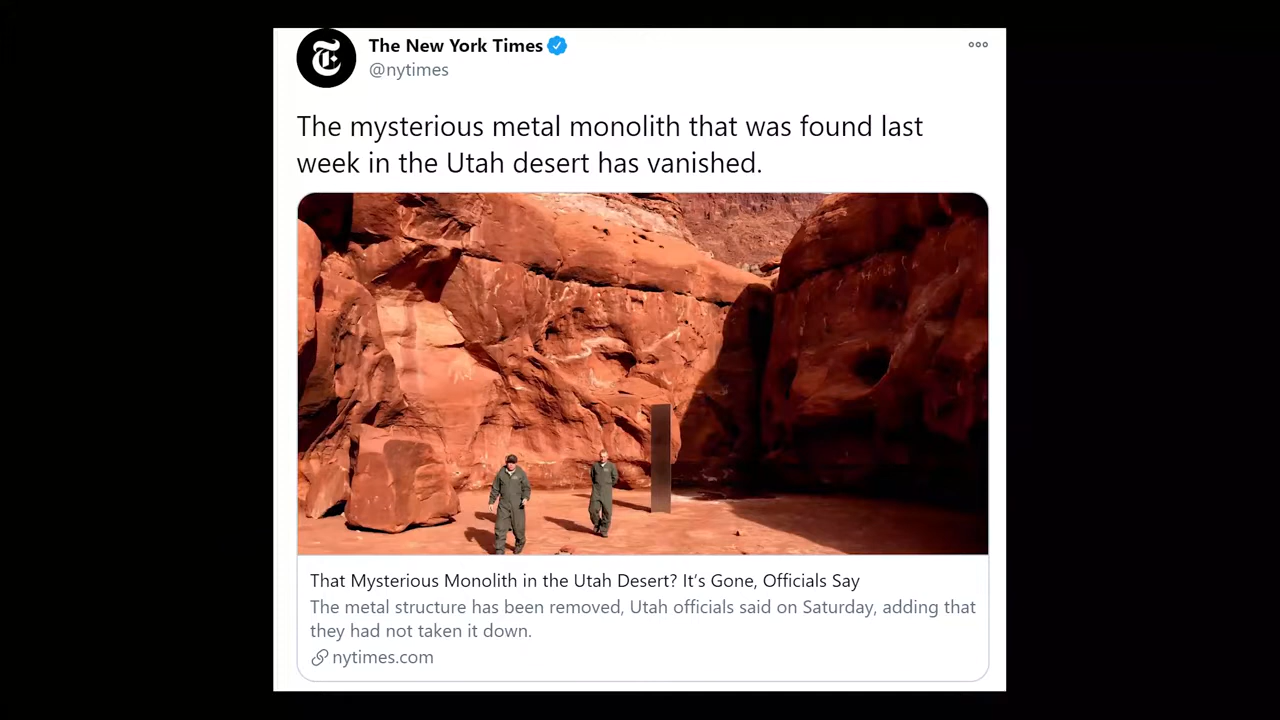 The New York Times
@nytimes
The mysterious metal monolith that was found last
week in the Utah desert has vanished.
That Mysterious Monolith in the Utah Desert? It's Gone, Officials Say
The metal structure has been removed, Utah officials said on Saturday, adding that
they had not taken it down.
nytimes.com